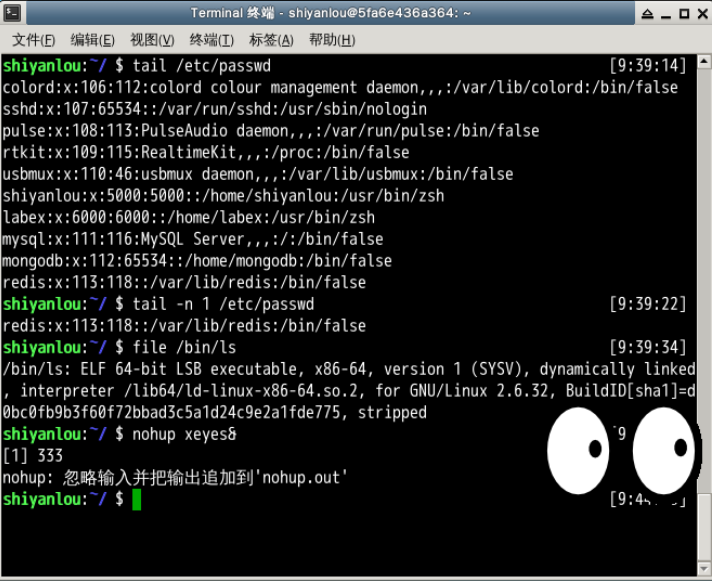 Terminal 终端 - shiyanlou@5fa6e436a364: ~
文件(F) 编辑(E) 视图(V) 终端(T) 标签(A) 帮助(H)
shiyanlou:~/ $ tail /etc/passwd [9:39:14]
colord:x:106:112:colord colour management daemon,,,:/var/lib/colord:/bin/false
sshd:x:107:65534::/var/run/sshd:/usr/sbin/nologin
pulse:x:108:113:PulseAudio daemon,,,:/var/run/pulse:/bin/false
rtkit:x:109:115:RealtimeKit,,,:/proc:/bin/false
usbmux:x:110:46:usbmux daemon,,,:/var/lib/usbmux:/bin/false
shiyanlou:x:5000:5000::/home/shiyanlou:/usr/bin/zsh
labex:x:6000:6000::/home/labex:/usr/bin/zsh
mysql:x:111:116:MySQL Server,,,:/:/bin/false
mongodb:x:112:65534::/home/mongodb:/bin/false
redis:x:113:118::/var/lib/redis:/bin/false
shiyanlou:~/ $ tail -n 1 /etc/passwd [9:39:22]
redis:x:113:118::/var/lib/redis:/bin/false
shiyanlou:~/ $ file /bin/ls [9:39:34]
/bin/ls: ELF 64-bit LSB executable, x86-64, version 1 (SYSV), dynamically linked
, interpreter /lib64/ld-linux-x86-64.so.2, for GNU/Linux 2.6.32, BuildID[sha1]=d
0bc0fb9b3f60f72bbad3c5a1d24c9e2a1fde775, stripped
shiyanlou:~/ $ nohup xeyes&
[1] 333
nohup: 忽略输入并把输出追加到'nohup.out'
shiyanlou:~/ $